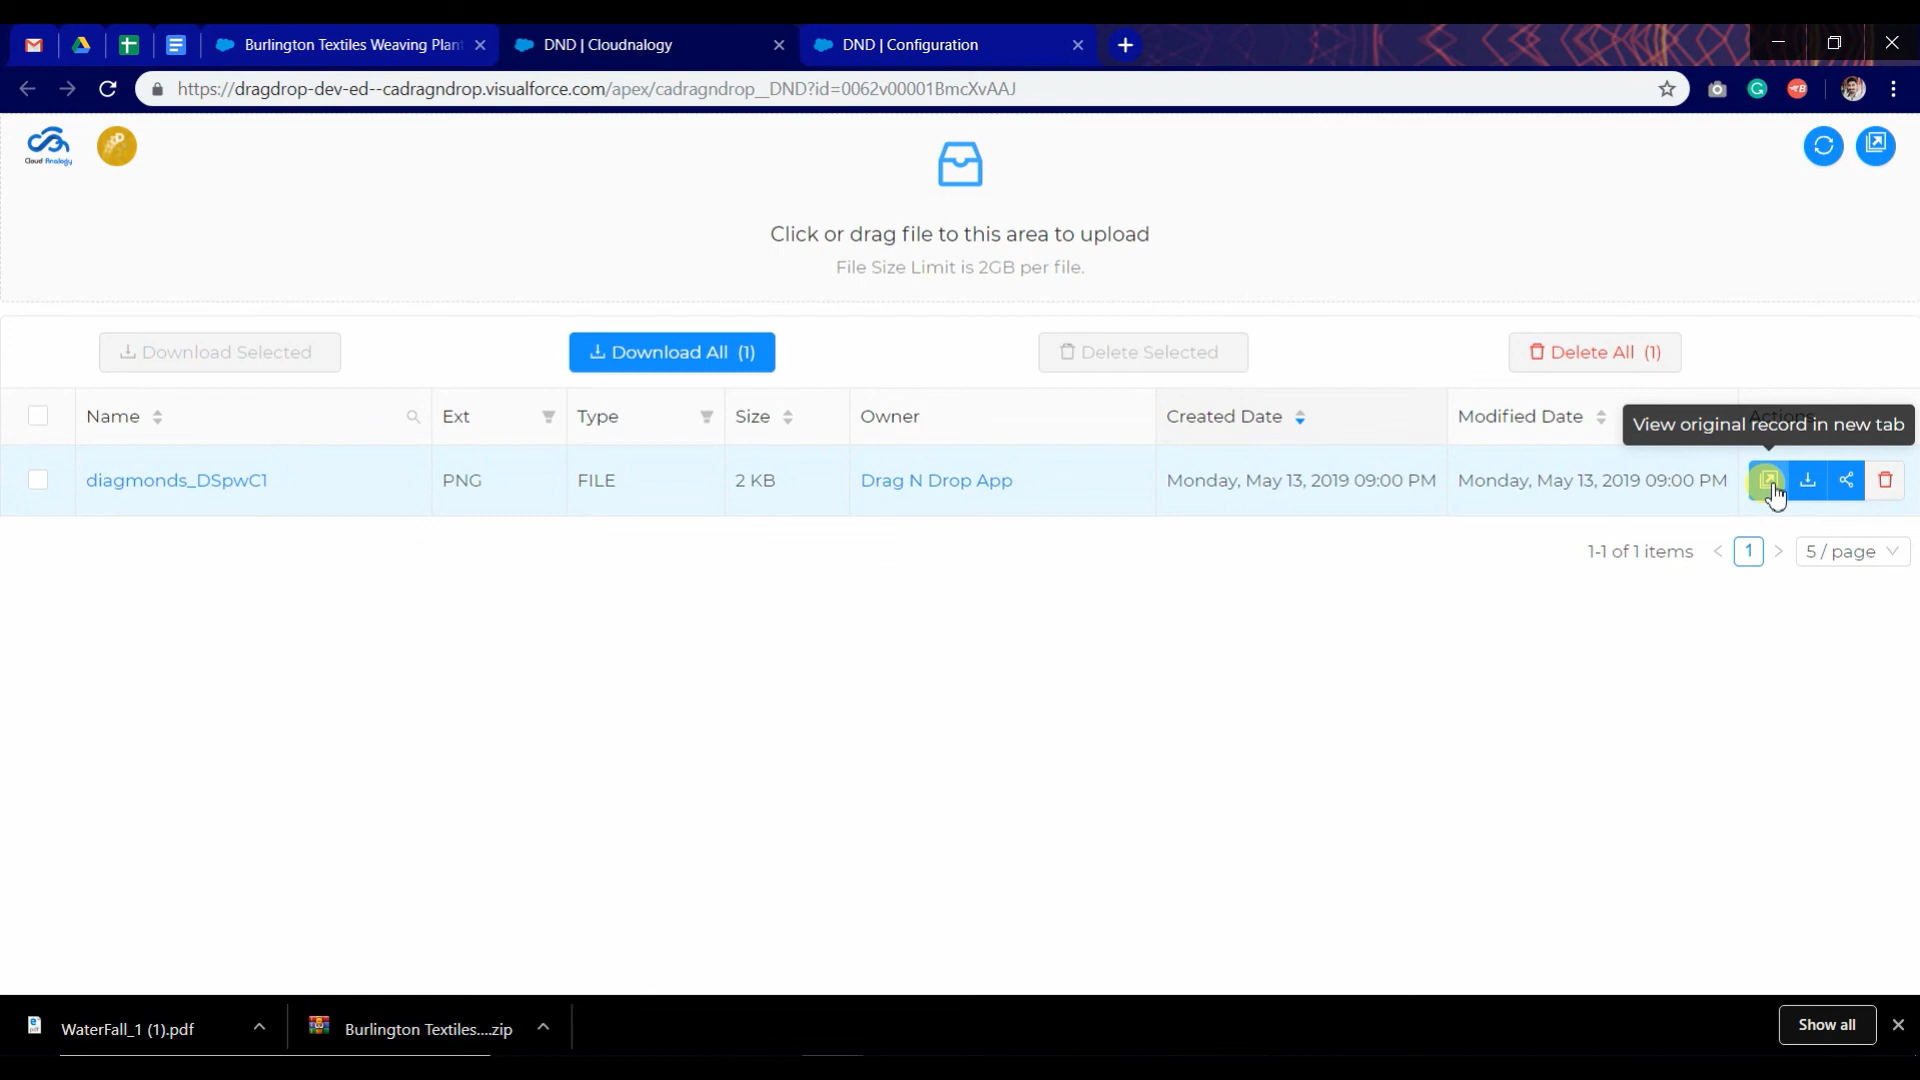 Burlington Textiles Weaving Plan
DND | Cloudnalogy
DND | Configuration
https://dragdrop-dev-ed--cadragndrop.visualforce.com/apex/cadragndrop__DND?id=0062v00001BmcXvAAJ
Cloud Analogy
Click or drag file to this area to upload
File Size Limit is 2GB per file.
Download Selected
Download All (1)
Delete Selected
Delete All (1)
Name Ext Type Size Owner Created Date Modified Date Actions
View original record in new tab
diagmonds_DSpwC1 PNG FILE 2 KB Drag N Drop App Monday, May 13, 2019 09:00 PM Monday, May 13, 2019 09:00 PM
1-1 of 1 items < 1 > 5 / page
WaterFall_1 (1).pdf
Burlington Textiles....zip
Show all